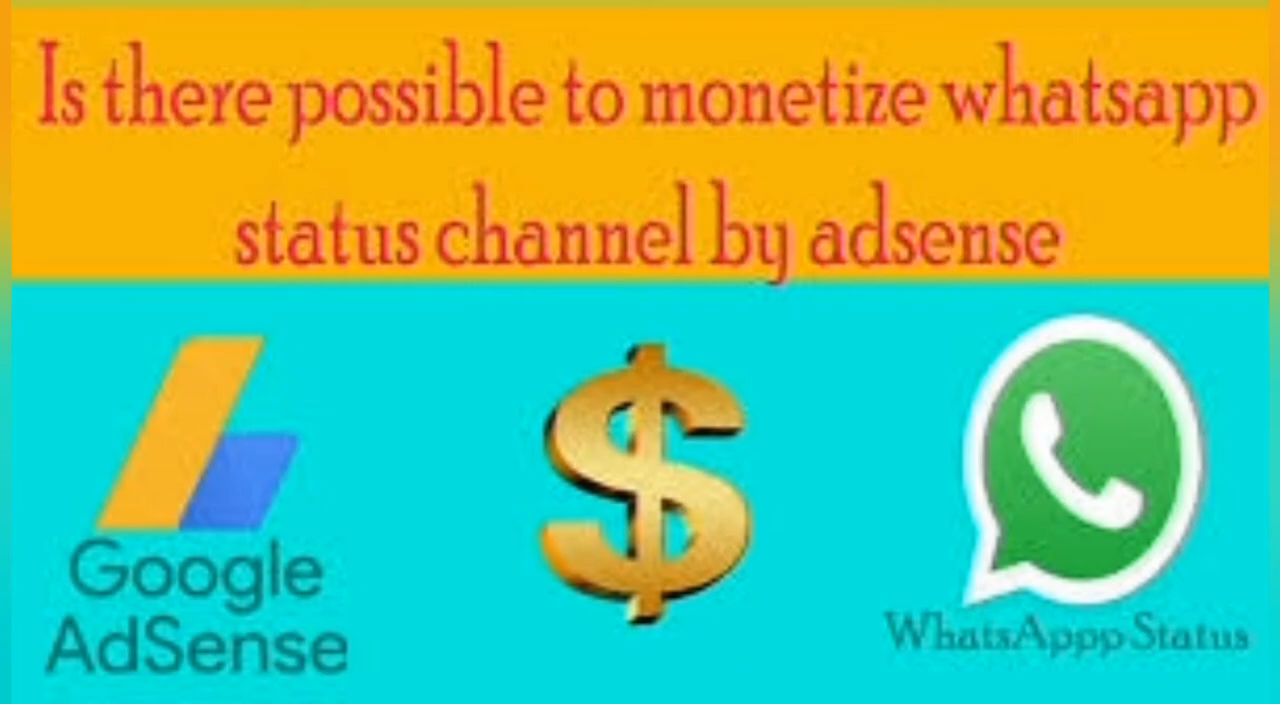 Is there possible to monetize whatsapp
status channel by adsense
Google
AdSense
WhatsAppp Status